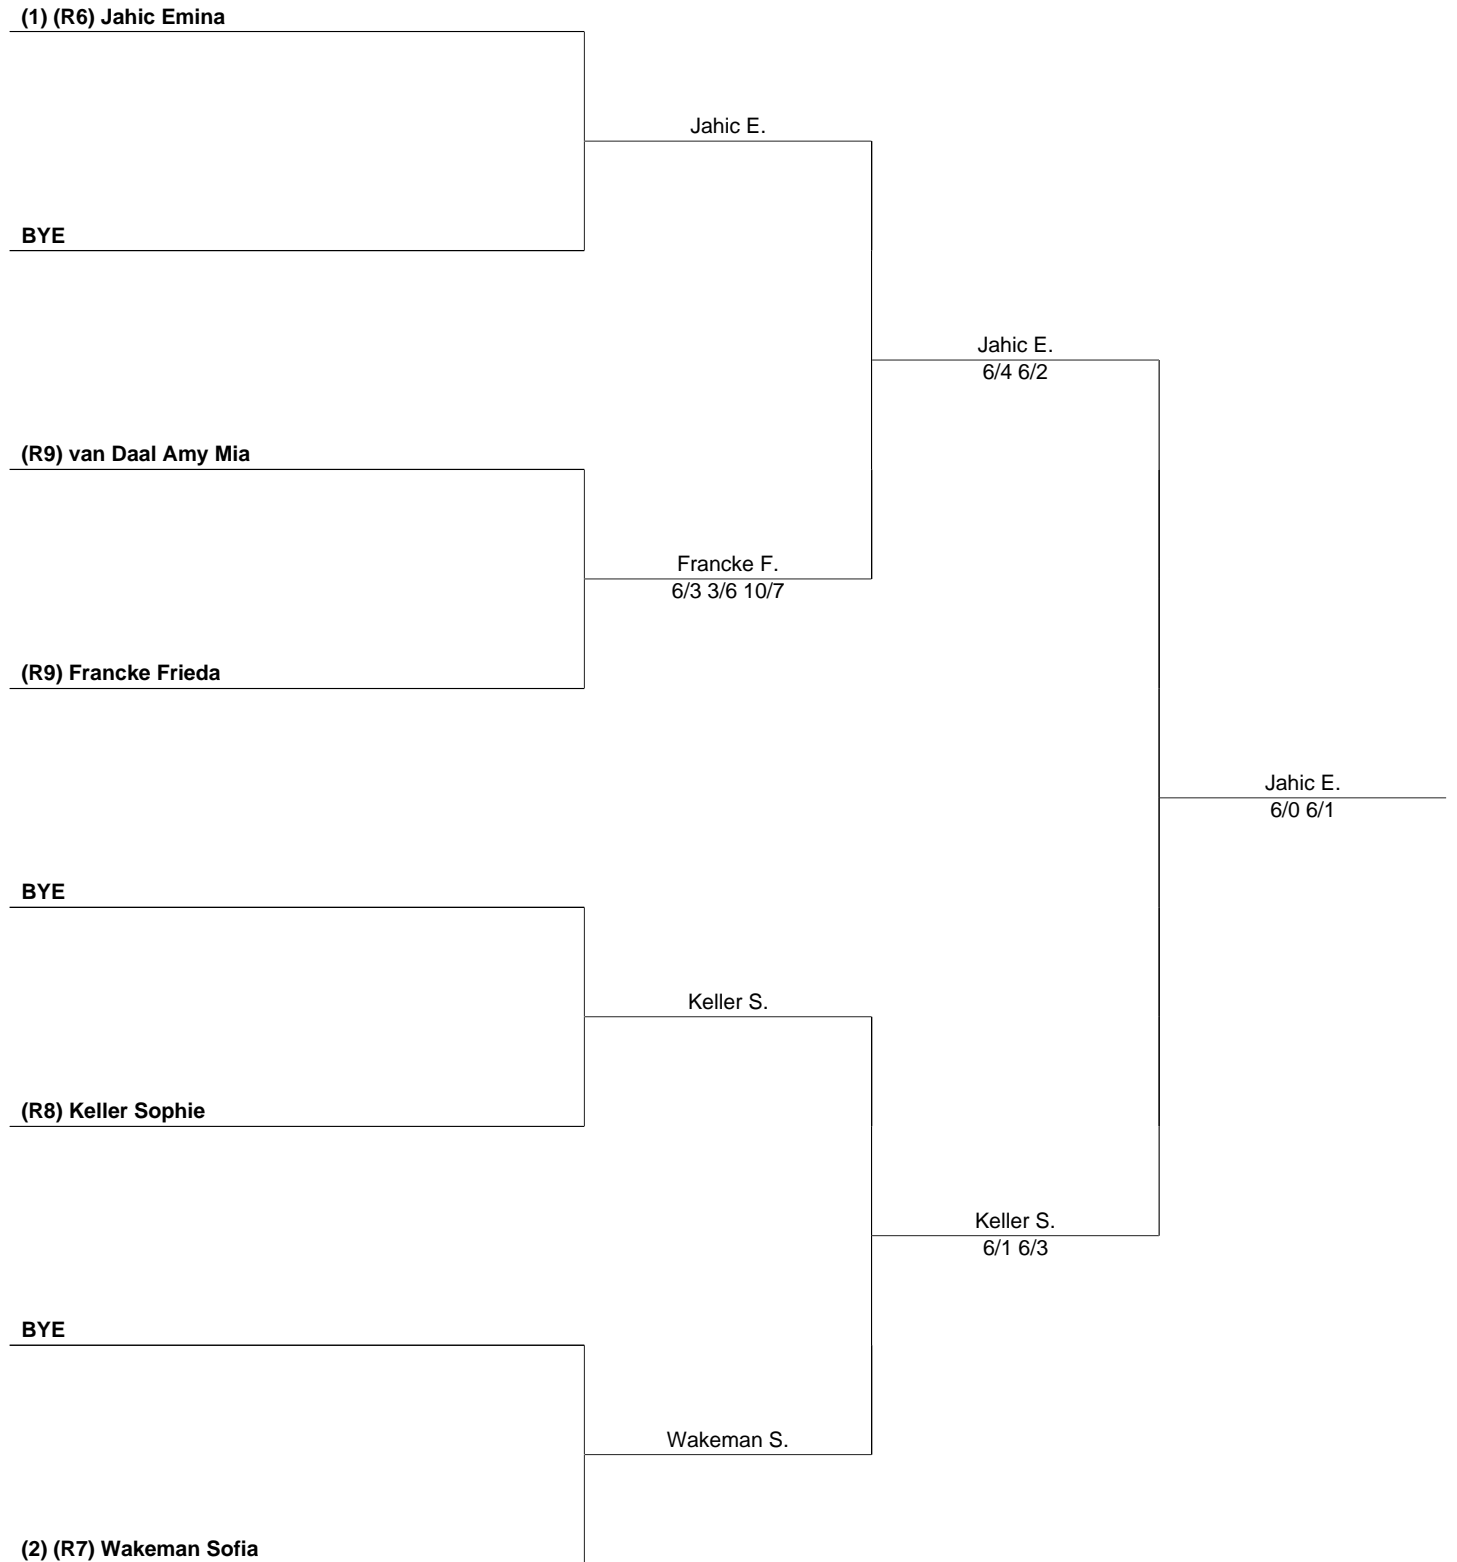 (1) (R6) Jahic Emina
Jahic E.
BYE
Jahic E.
6/4 6/2
(R9) van Daal Amy Mia
Francke F.
6/3 3/6 10/7
(R9) Francke Frieda
Jahic E.
6/0 6/1
BYE
Keller S.
(R8) Keller Sophie
Keller S.
6/1 6/3
BYE
Wakeman S.
(2) (R7) Wakeman Sofia